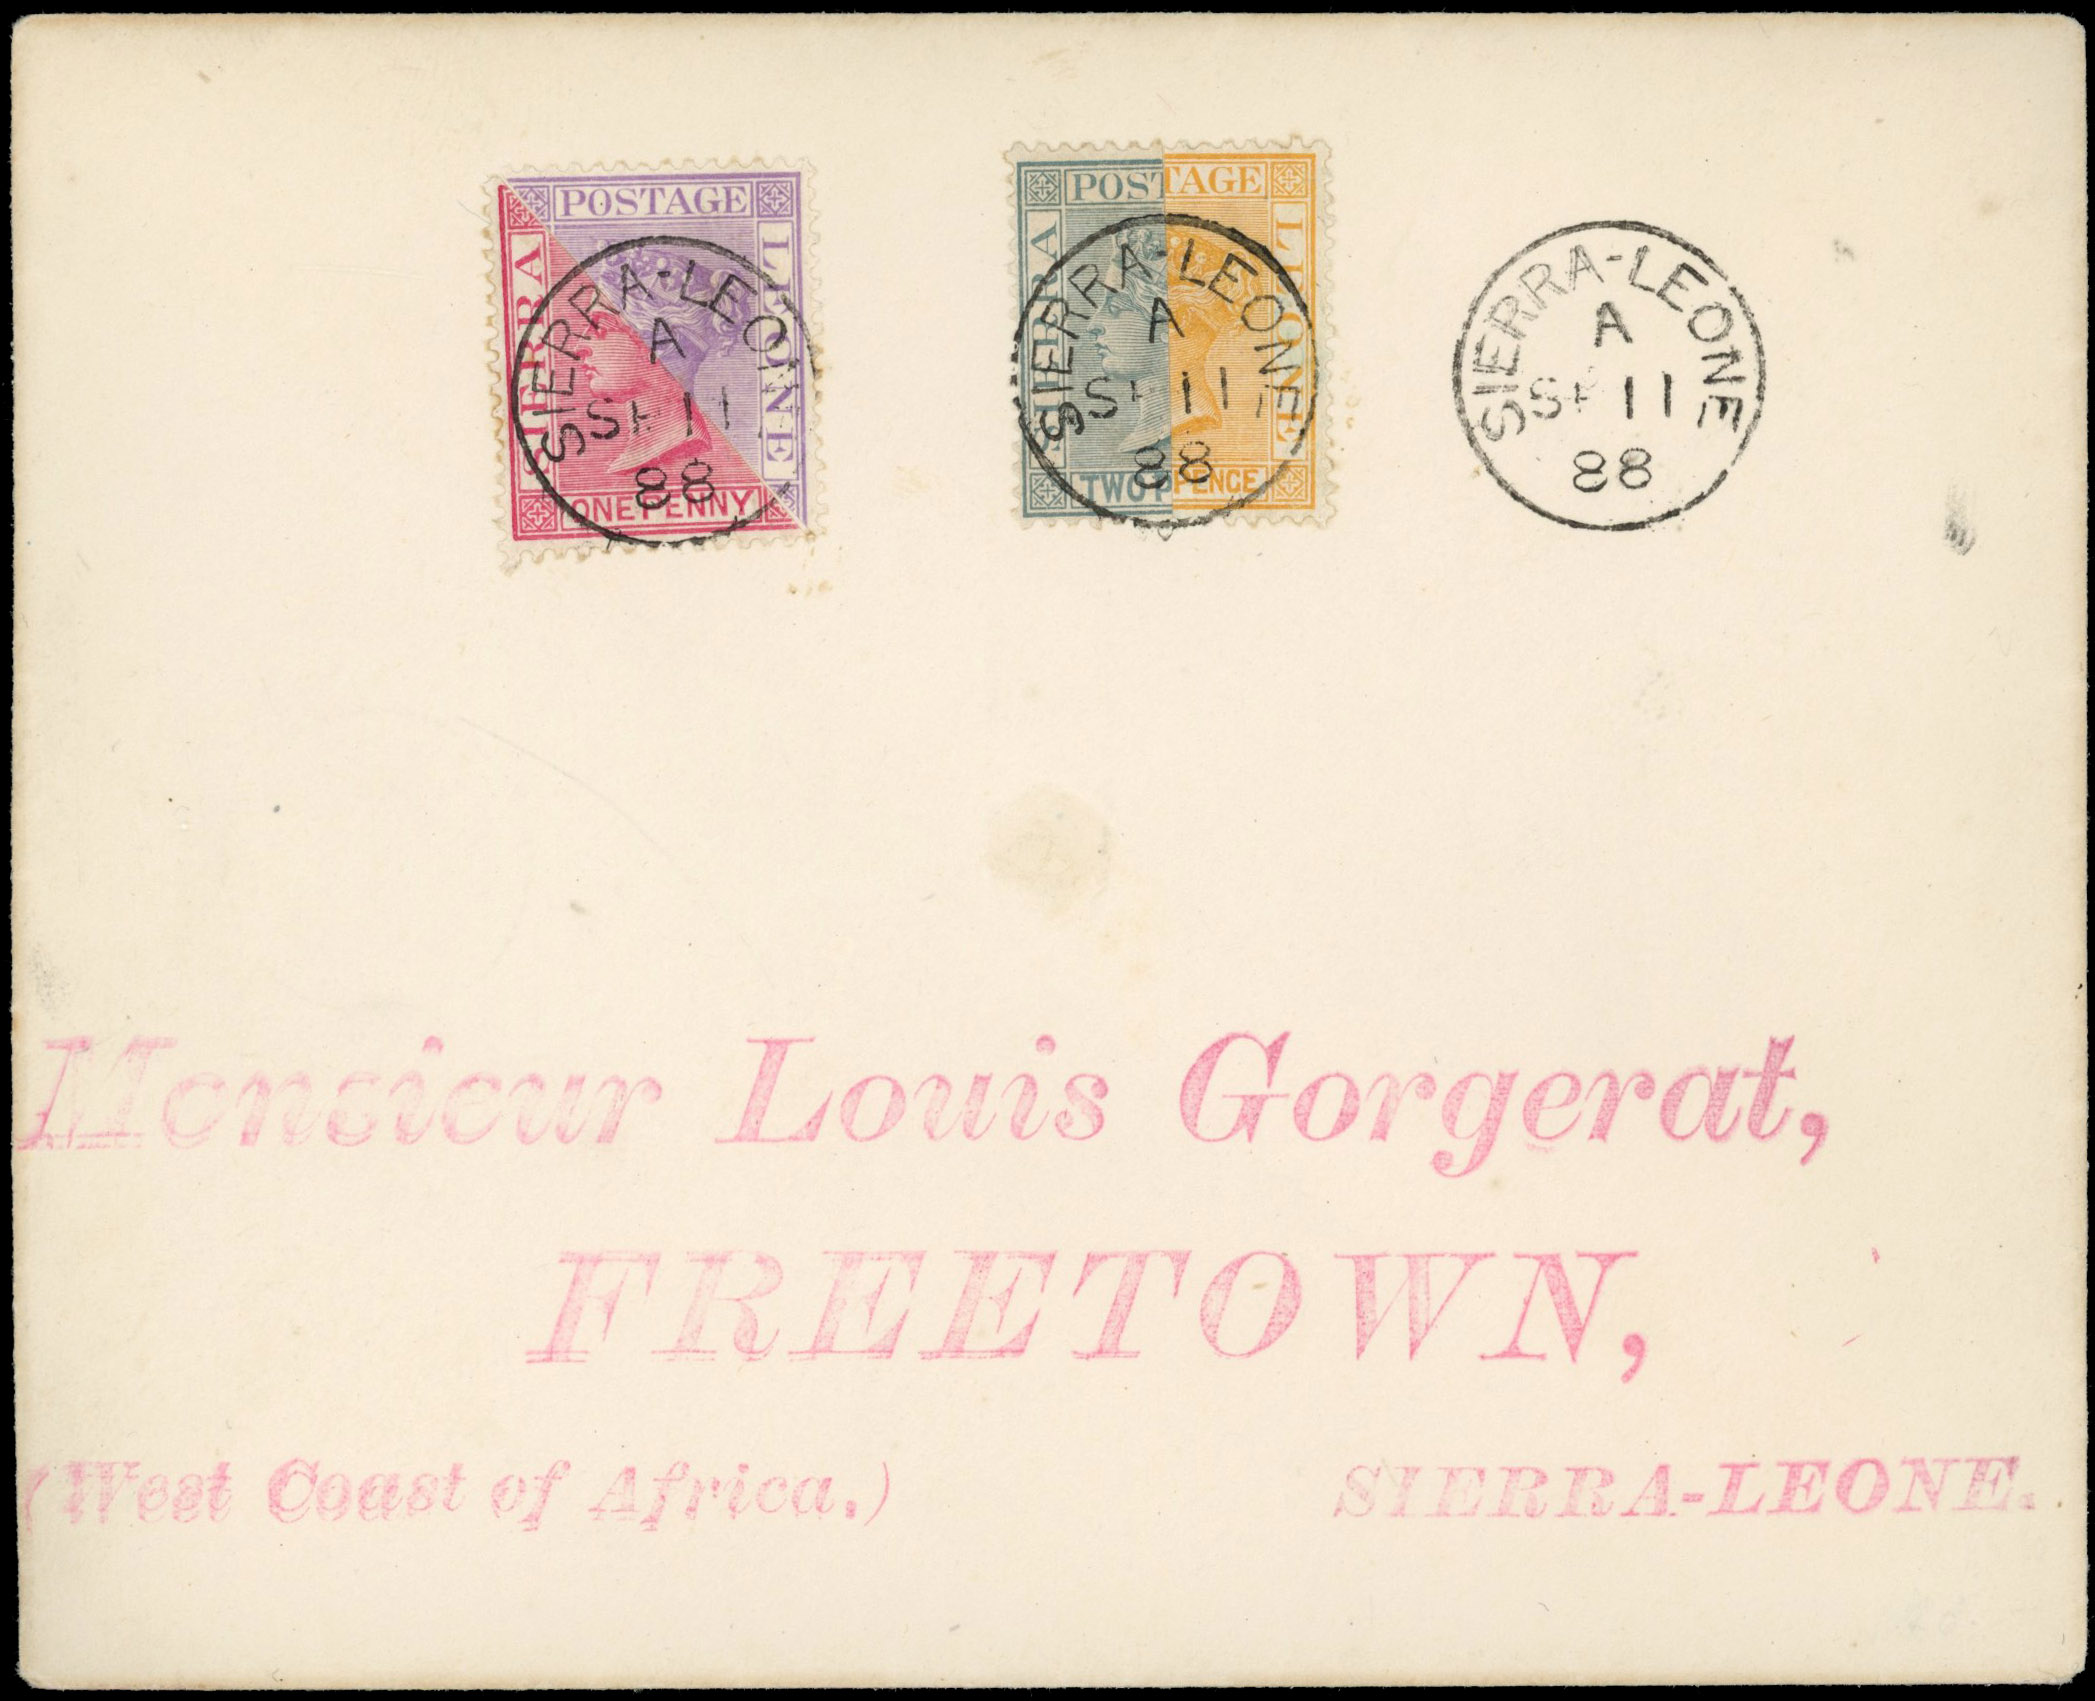 POSTAGE
SIERRA
LEONE
ONE PENNY
SIERRA-LEONE
A
SP 11
88
POSTAGE
SIERRA
LEONE
TWO PPENCE
SIERRA-LEONE
A
SP 11
88
SIERRA-LEONE
A
SP 11
88
Monsieur Louis Gorgerat,
FREETOWN,
(West Coast of Africa.) SIERRA-LEONE.